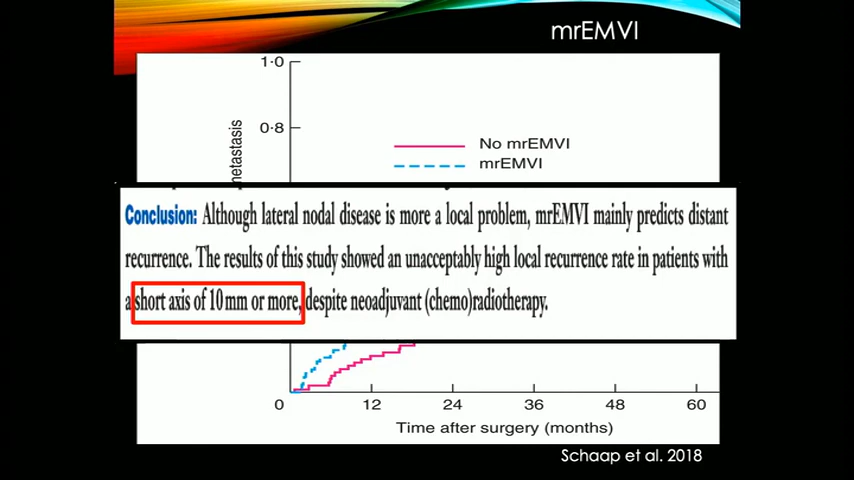 mrEMVI
1·0
0·8
metastasis
No mrEMVI
mrEMVI
Conclusion: Although lateral nodal disease is more a local problem, mrEMVI mainly predicts distant
recurrence. The results of this study showed an unacceptably high local recurrence rate in patients with
a short axis of 10 mm or more, despite neoadjuvant (chemo)radiotherapy.
0 12 24 36 48 60
Time after surgery (months)
Schaap et al. 2018